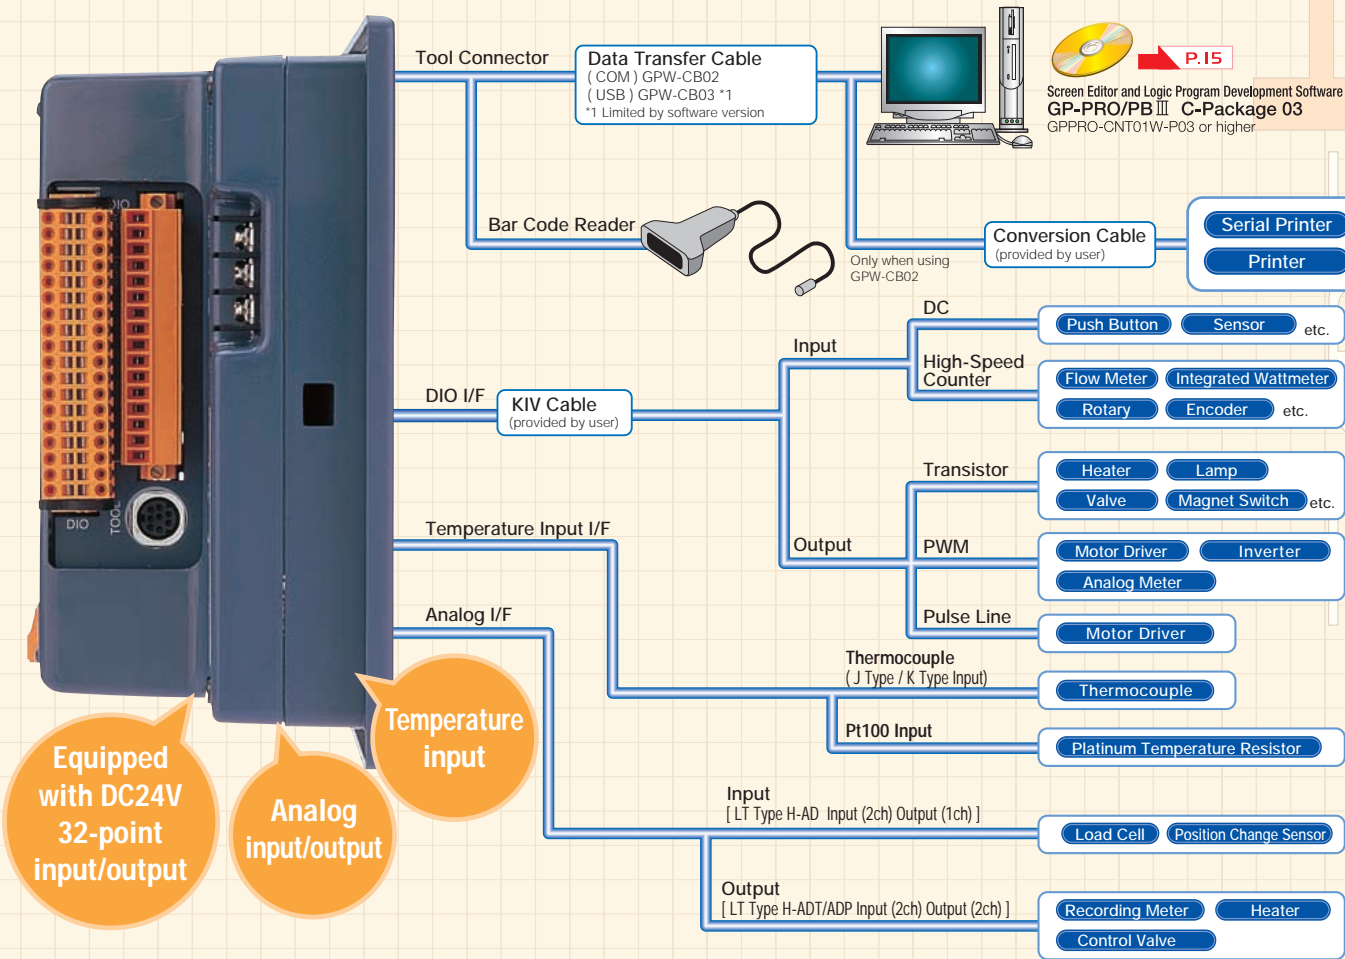 Tool Connector
Data Transfer Cable
( COM ) GPW-CB02
( USB ) GPW-CB03 *1
*1 Limited by software version
P.15
Screen Editor and Logic Program Development Software
GP-PRO/PBⅢ C-Package 03
GPPRO-CNT01W-P03 or higher
Bar Code Reader
Only when using
GPW-CB02
Conversion Cable
(provided by user)
Serial Printer
Printer
DIO I/F
KIV Cable
(provided by user)
Input
DC
Push Button
Sensor
etc.
High-Speed
Counter
Flow Meter
Integrated Wattmeter
Rotary
Encoder
etc.
Output
Transistor
Heater
Lamp
Valve
Magnet Switch
etc.
PWM
Motor Driver
Inverter
Analog Meter
Pulse Line
Motor Driver
Temperature Input I/F
Thermocouple
( J Type / K Type Input)
Thermocouple
Pt100 Input
Platinum Temperature Resistor
Analog I/F
Input
[ LT Type H-AD Input (2ch) Output (1ch) ]
Load Cell
Position Change Sensor
Output
[ LT Type H-ADT/ADP Input (2ch) Output (2ch) ]
Recording Meter
Heater
Control Valve
DIO
DIO
TOOL
Equipped
with DC24V
32-point
input/output
Analog
input/output
Temperature
input